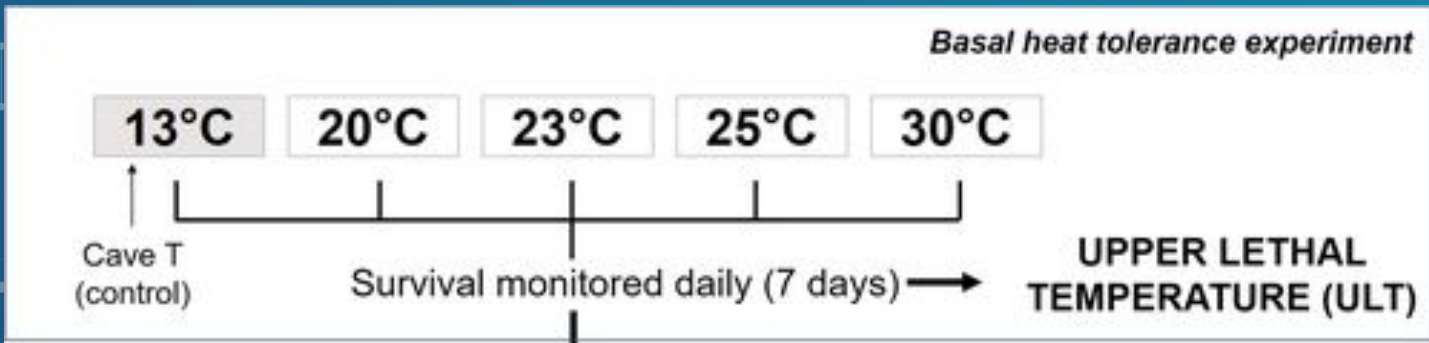 Basal heat tolerance experiment
13°C 20°C 23°C 25°C 30°C
Cave T
(control)
Survival monitored daily (7 days)
UPPER LETHAL
TEMPERATURE (ULT)